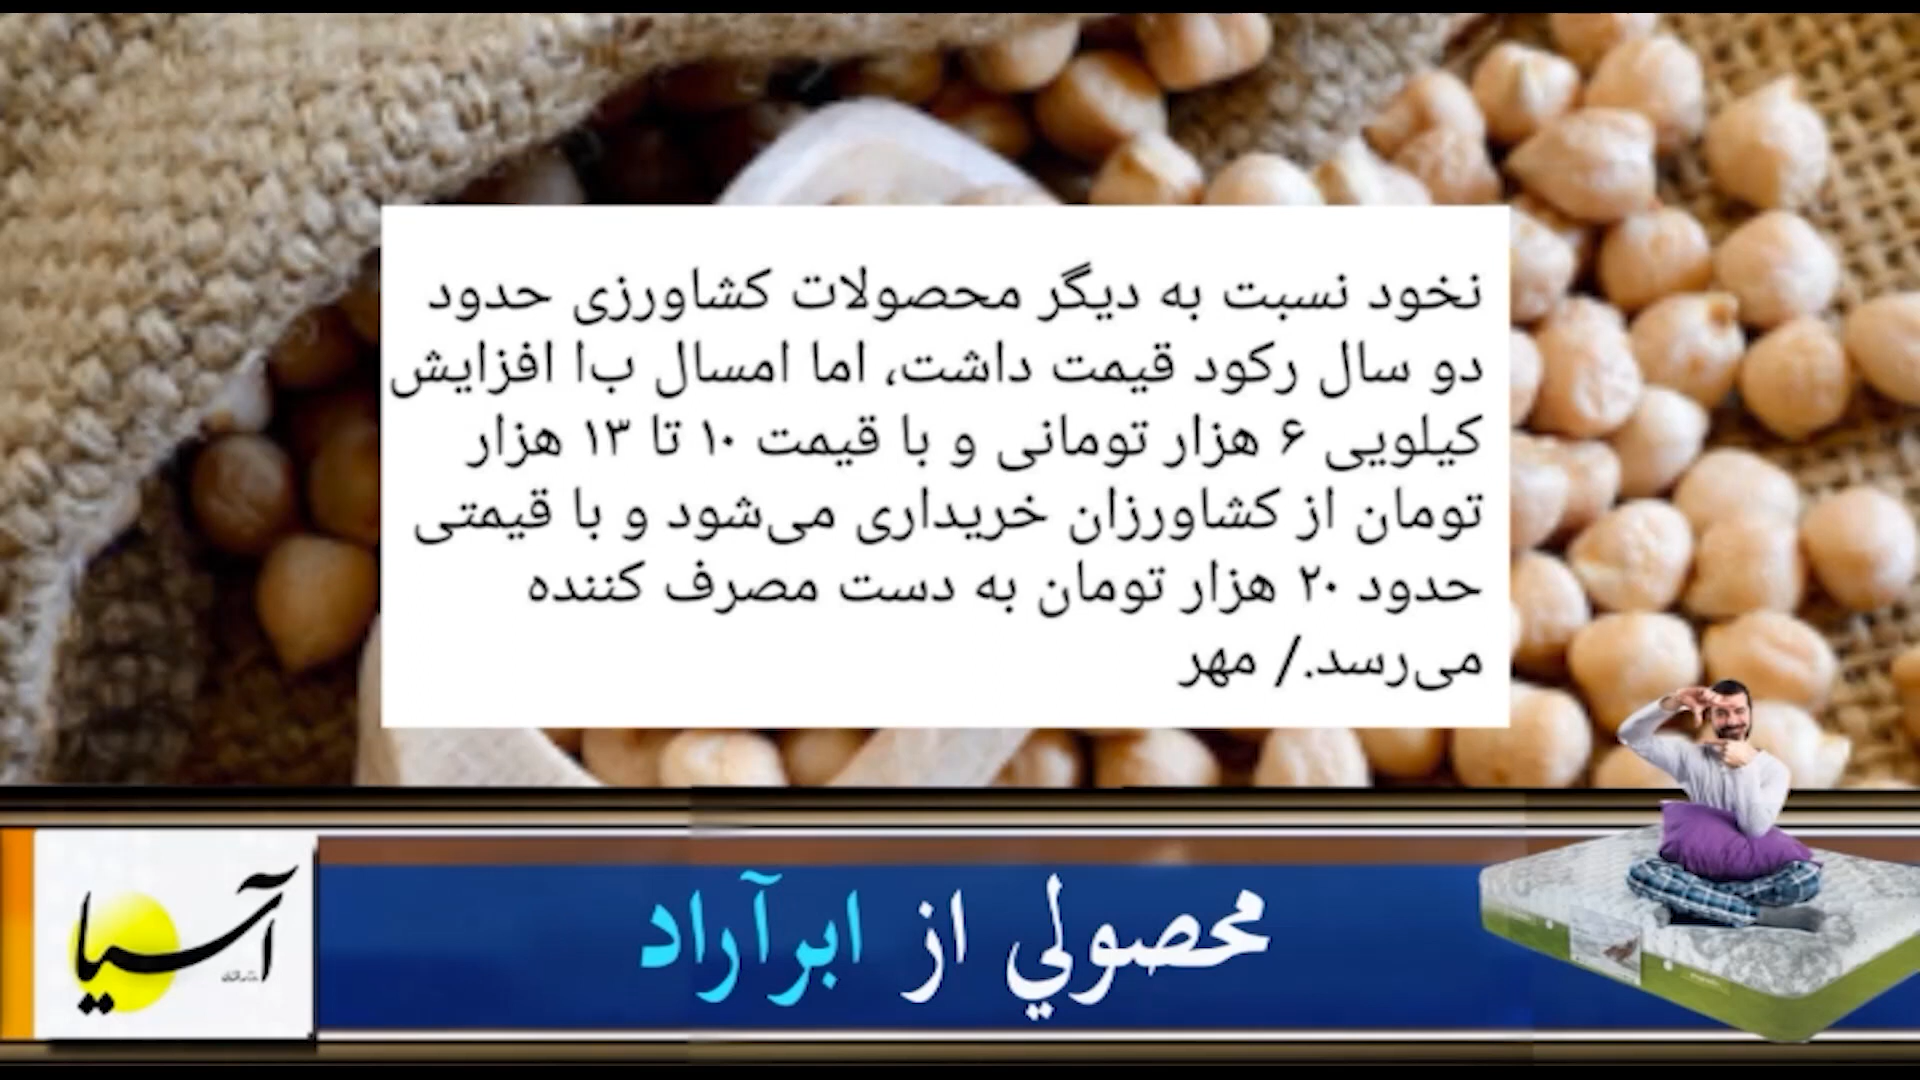 نخود نسبت به دیگر محصولات کشاورزی حدود
دو سال رکود قیمت داشت، اما امسال ب‌ا افزایش
کیلویی ۶ هزار تومانی و با قیمت ۱۰ تا ۱۳ هزار
تومان از کشاورزان خریداری می‌شود و با قیمتی
حدود ۲۰ هزار تومان به دست مصرف کننده
می‌رسد./ مهر
آسیا
محصولي از ابرآراد